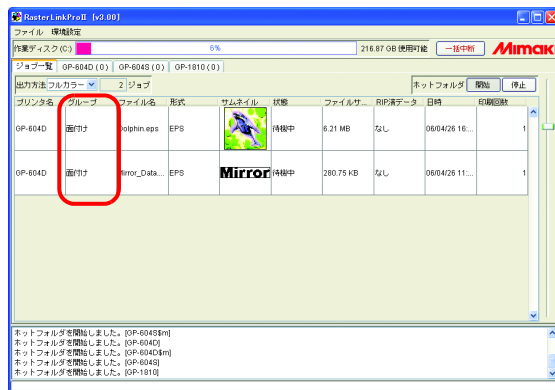 RasterLinkProII [v3.00]
ファイル 環境設定
作業ディスク(C:) 6% 216.87 GB 使用可能 一括中断 Mimaki
ジョブ一覧 GP-604D ( 0 ) GP-604S ( 0 ) GP-1810 ( 0 )
出力方法 フルカラー 2 ジョブ ホットフォルダ 開始 停止
プリンタ名 グループ ファイル名 形式 サムネイル 状態 ファイルサ... RIP済データ 日時 印刷回数
GP-604D 面付け Dolphin.eps EPS 待機中 6.21 MB なし 06/04/26 16:... 1
GP-604D 面付け Mirror_Data... EPS Mirror 待機中 280.75 KB なし 06/04/26 11:... 1
ホットフォルダを開始しました。[GP-604S$m]
ホットフォルダを開始しました。[GP-604D]
ホットフォルダを開始しました。[GP-604D$m]
ホットフォルダを開始しました。[GP-604S]
ホットフォルダを開始しました。[GP-1810]